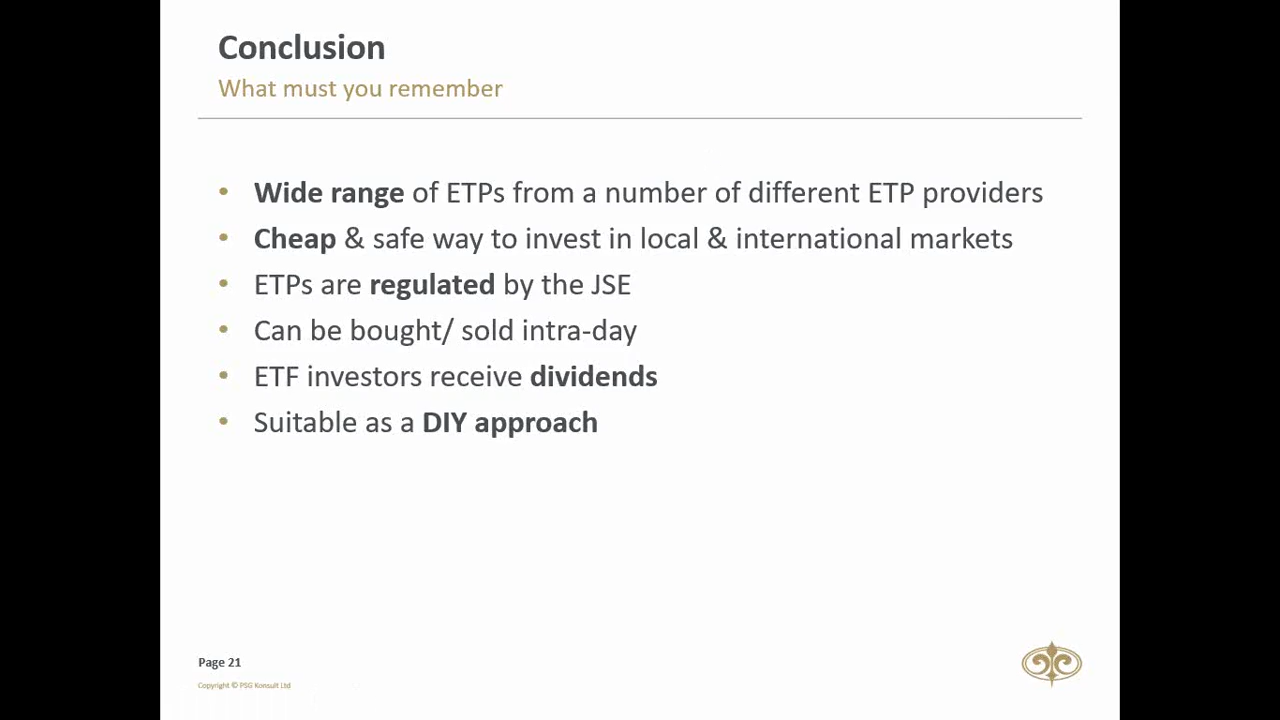 Conclusion
What must you remember
• Wide range of ETPs from a number of different ETP providers
• Cheap & safe way to invest in local & international markets
• ETPs are regulated by the JSE
• Can be bought/ sold intra-day
• ETF investors receive dividends
• Suitable as a DIY approach
Page 21
Copyright © PSG Konsult Ltd